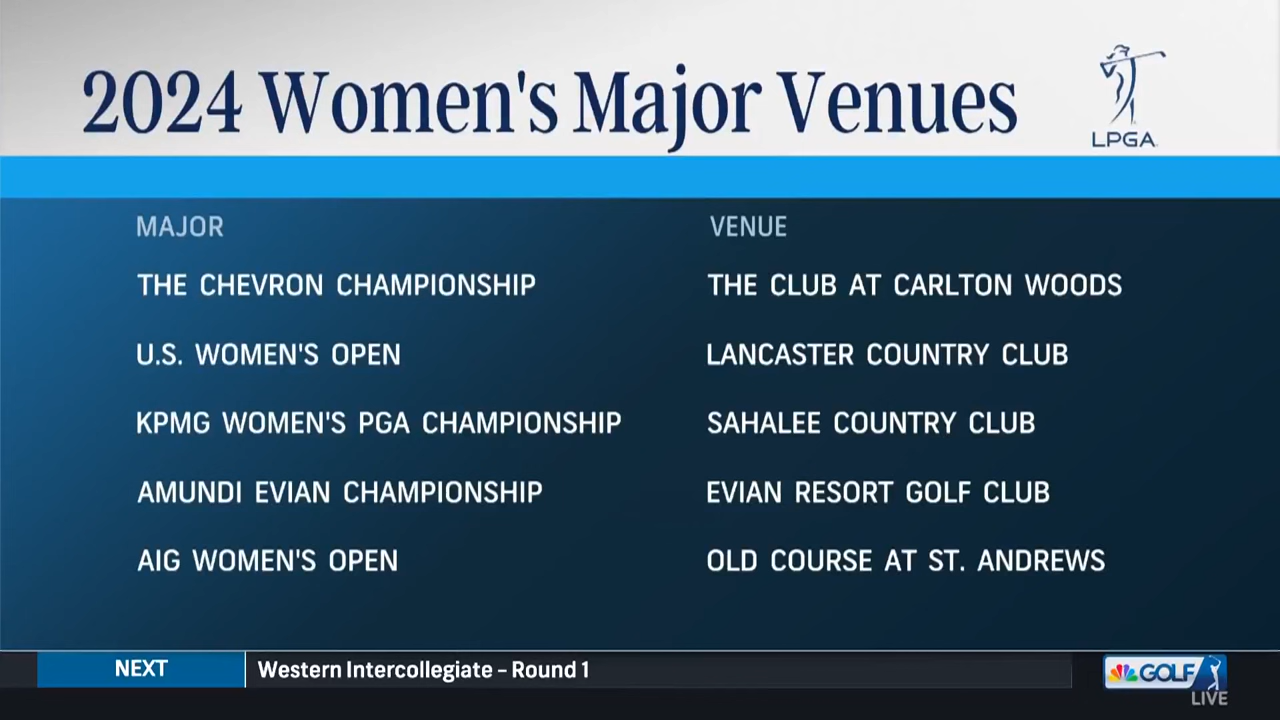 2024 Women's Major Venues
LPGA
MAJOR VENUE
THE CHEVRON CHAMPIONSHIP THE CLUB AT CARLTON WOODS
U.S. WOMEN'S OPEN LANCASTER COUNTRY CLUB
KPMG WOMEN'S PGA CHAMPIONSHIP SAHALEE COUNTRY CLUB
AMUNDI EVIAN CHAMPIONSHIP EVIAN RESORT GOLF CLUB
AIG WOMEN'S OPEN OLD COURSE AT ST. ANDREWS
NEXT Western Intercollegiate – Round 1 GOLF
LIVE